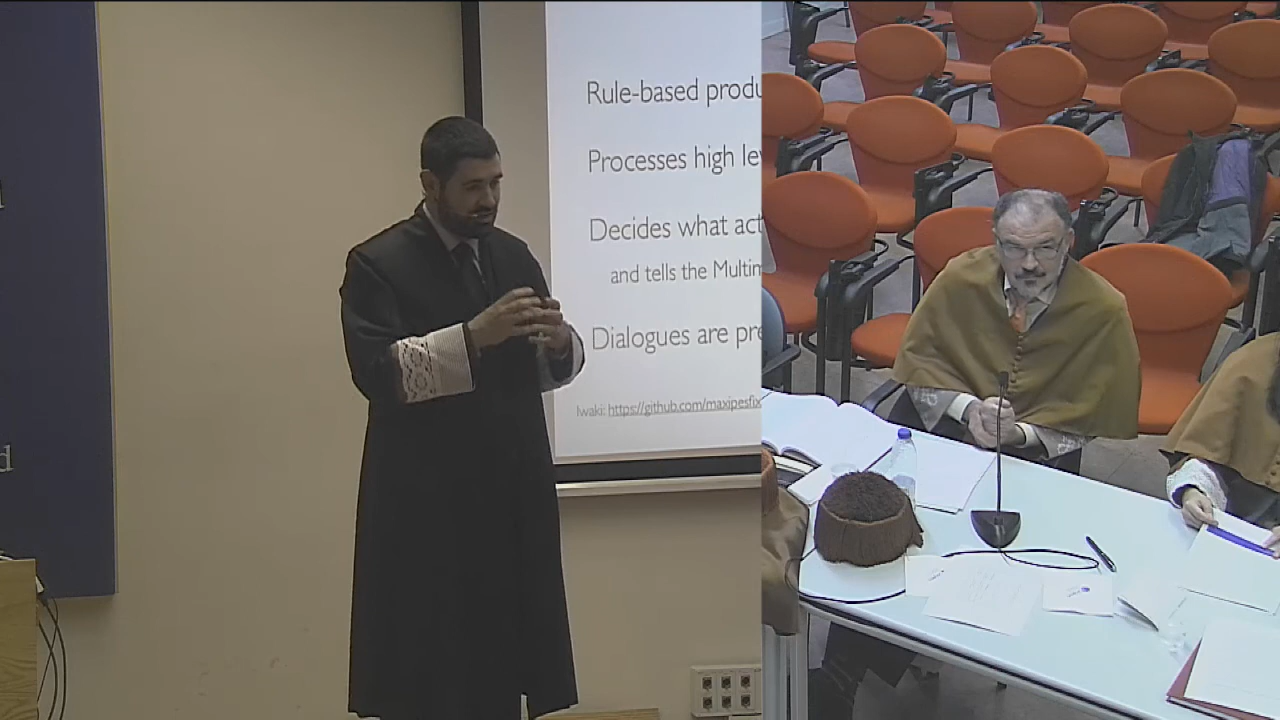 Rule-based produ
Processes high le
Decides what act
and tells the Multim
Dialogues are pre
Iwaki: https://github.com/maxipesfix
d